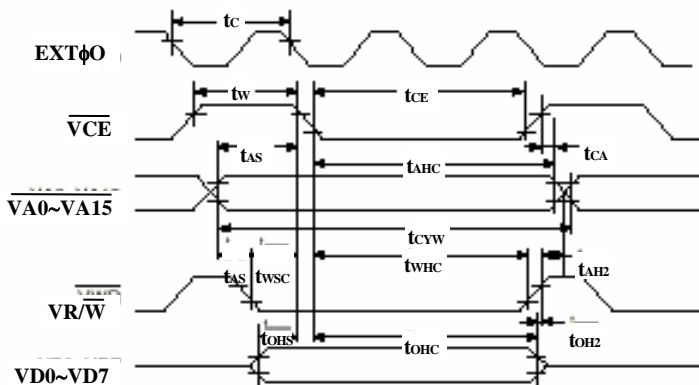 tC
EXTϕO
tW
tCE
VCE
tCA
tAS
tAHC
VA0~VA15
tCYW
tWHC
tAS tWSC
tAH2
VR/W
tOHS
tOHC
tOH2
VD0~VD7